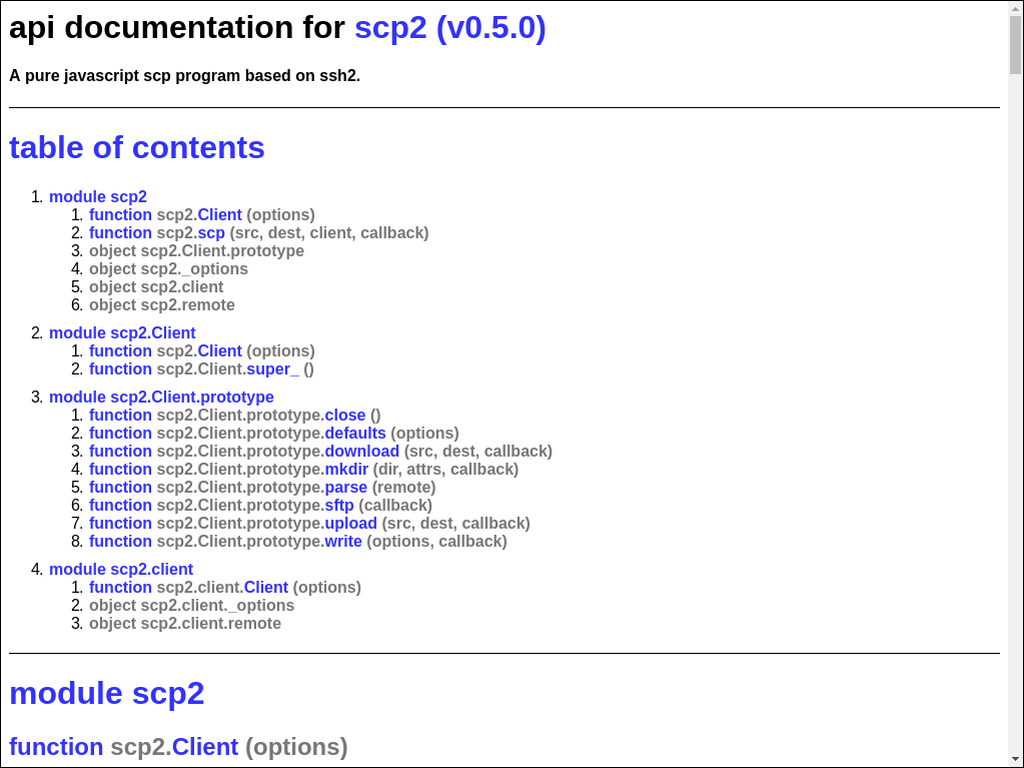 api documentation for scp2 (v0.5.0)
A pure javascript scp program based on ssh2.
table of contents
1. module scp2
1. function scp2.Client (options)
2. function scp2.scp (src, dest, client, callback)
3. object scp2.Client.prototype
4. object scp2._options
5. object scp2.client
6. object scp2.remote
2. module scp2.Client
1. function scp2.Client (options)
2. function scp2.Client.super_ ()
3. module scp2.Client.prototype
1. function scp2.Client.prototype.close ()
2. function scp2.Client.prototype.defaults (options)
3. function scp2.Client.prototype.download (src, dest, callback)
4. function scp2.Client.prototype.mkdir (dir, attrs, callback)
5. function scp2.Client.prototype.parse (remote)
6. function scp2.Client.prototype.sftp (callback)
7. function scp2.Client.prototype.upload (src, dest, callback)
8. function scp2.Client.prototype.write (options, callback)
4. module scp2.client
1. function scp2.client.Client (options)
2. object scp2.client._options
3. object scp2.client.remote
module scp2
function scp2.Client (options)